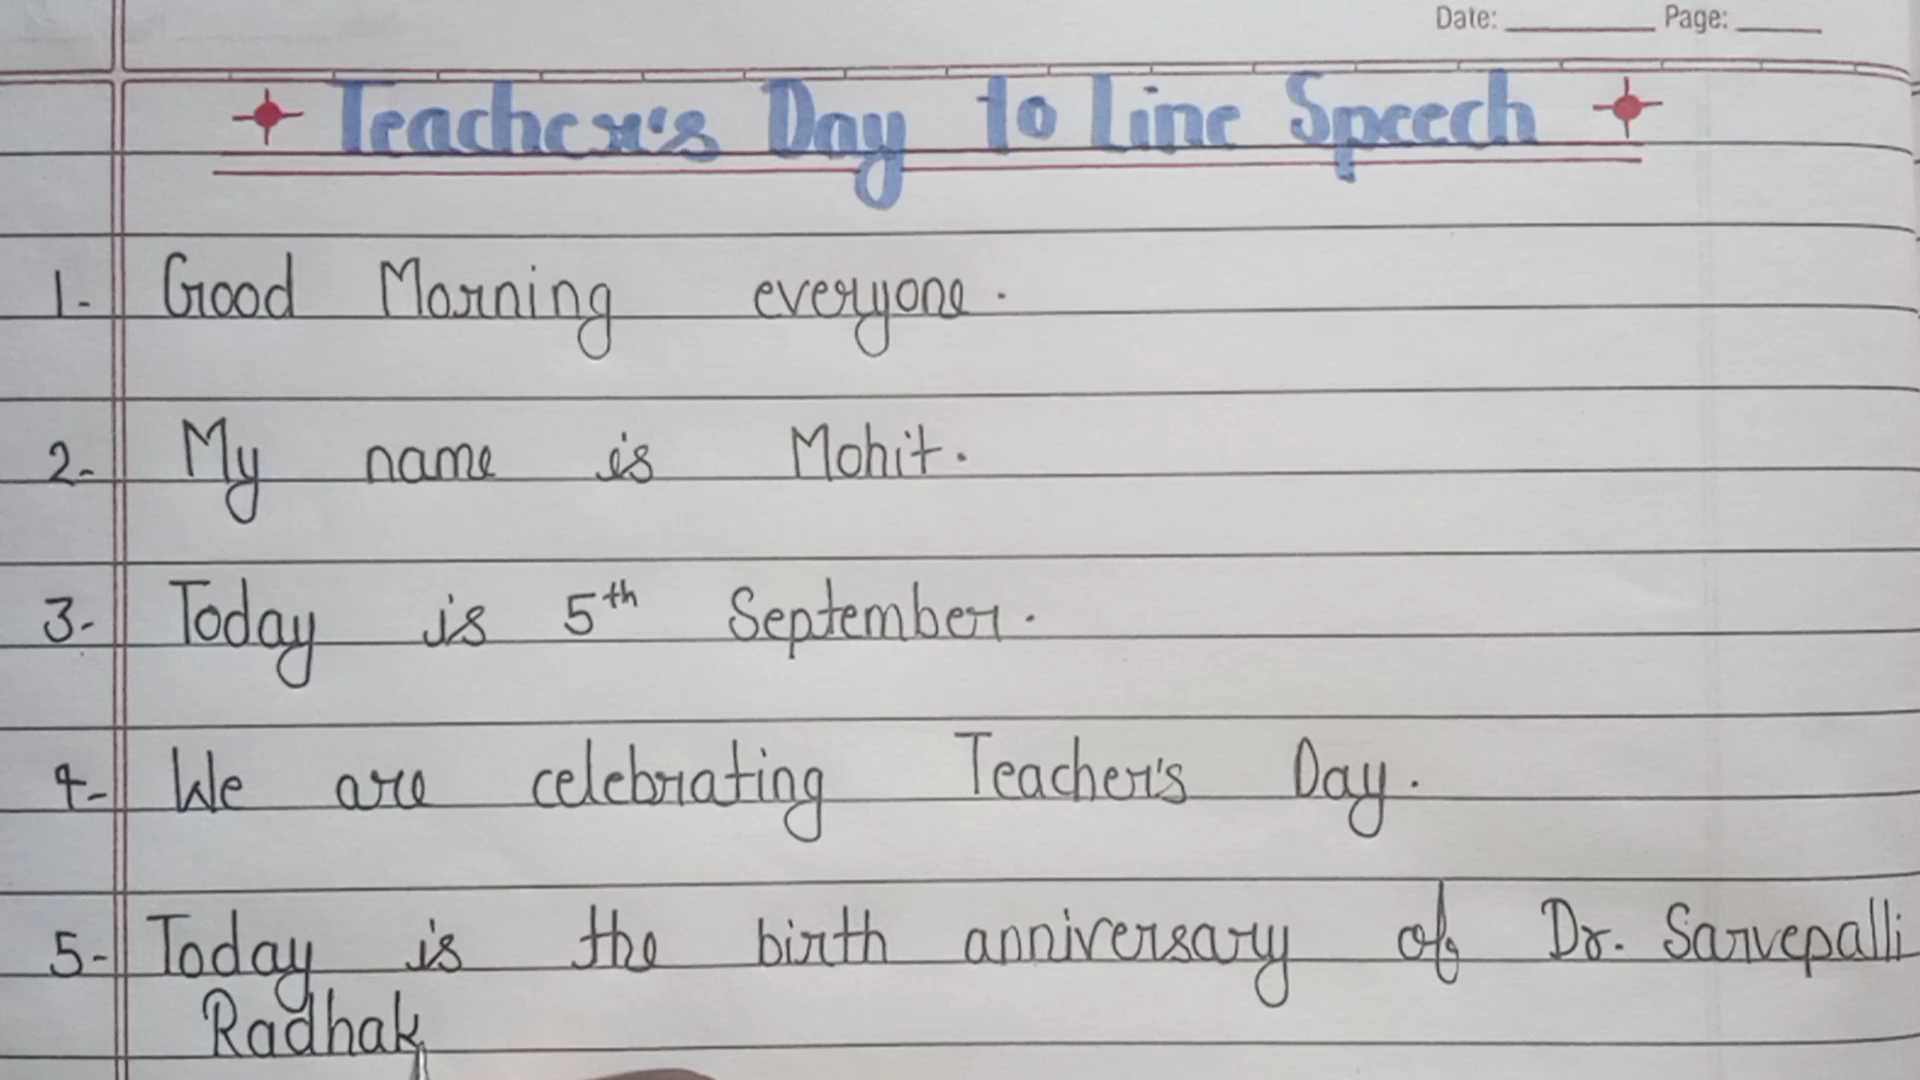 Date: Page:
Teacher's Day 10 Line Speech
1- Good Morning everyone.
2- My name is Mohit.
3- Today is 5th September.
4- We are celebrating Teacher's Day.
5- Today is the birth anniversary of Dr. Sarvepalli
Radhak